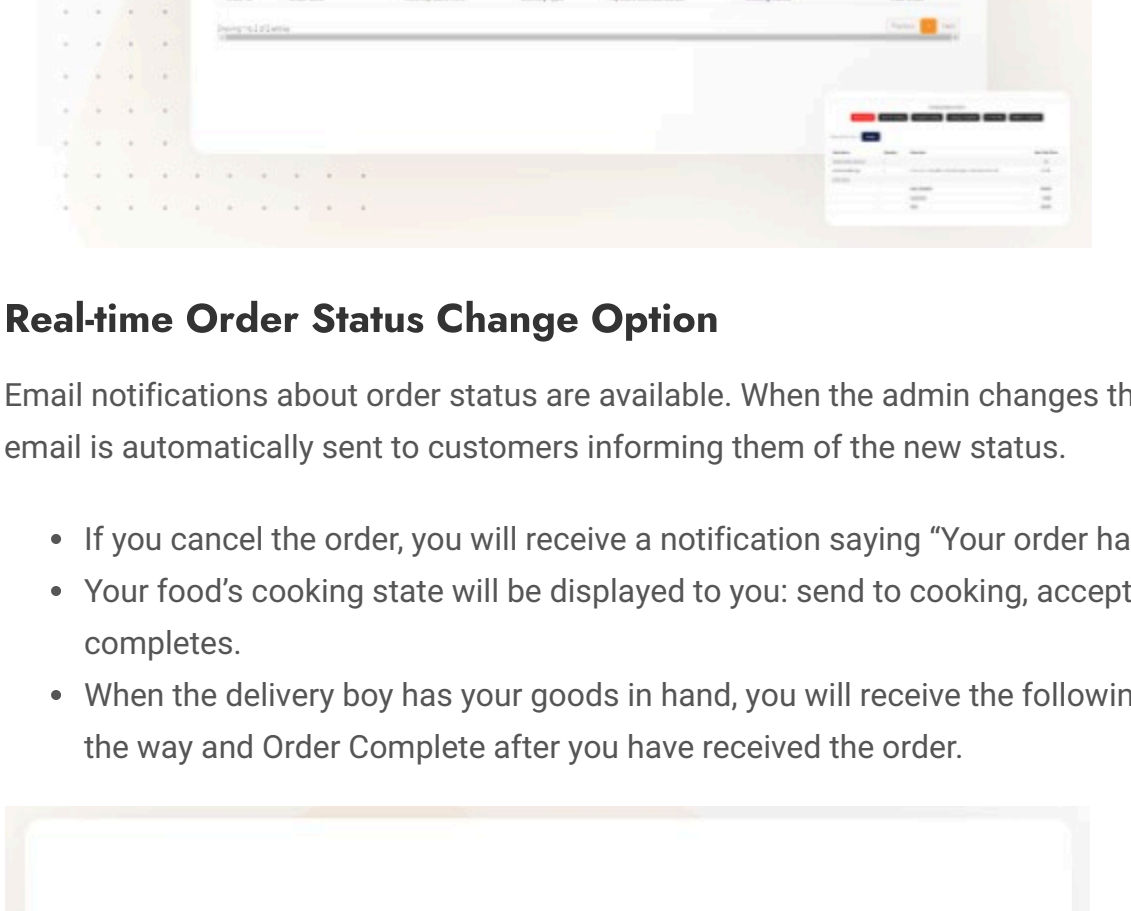 Real-time Order Status Change Option
Email notifications about order status are available. When the admin changes th
email is automatically sent to customers informing them of the new status.
• If you cancel the order, you will receive a notification saying “Your order ha
• Your food’s cooking state will be displayed to you: send to cooking, accept
completes.
• When the delivery boy has your goods in hand, you will receive the followin
the way and Order Complete after you have received the order.